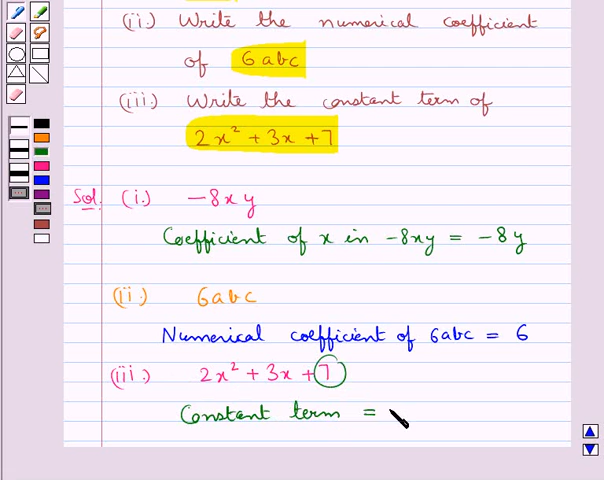 (ii.) Write the numerical coefficient
of 6abc
(iii.) Write the constant term of
2x² + 3x + 7
Sol. (i.) -8xy
Coefficient of x in -8xy = -8y
(ii.) 6abc
Numerical coefficient of 6abc = 6
(iii.) 2x² + 3x + 7
Constant term =